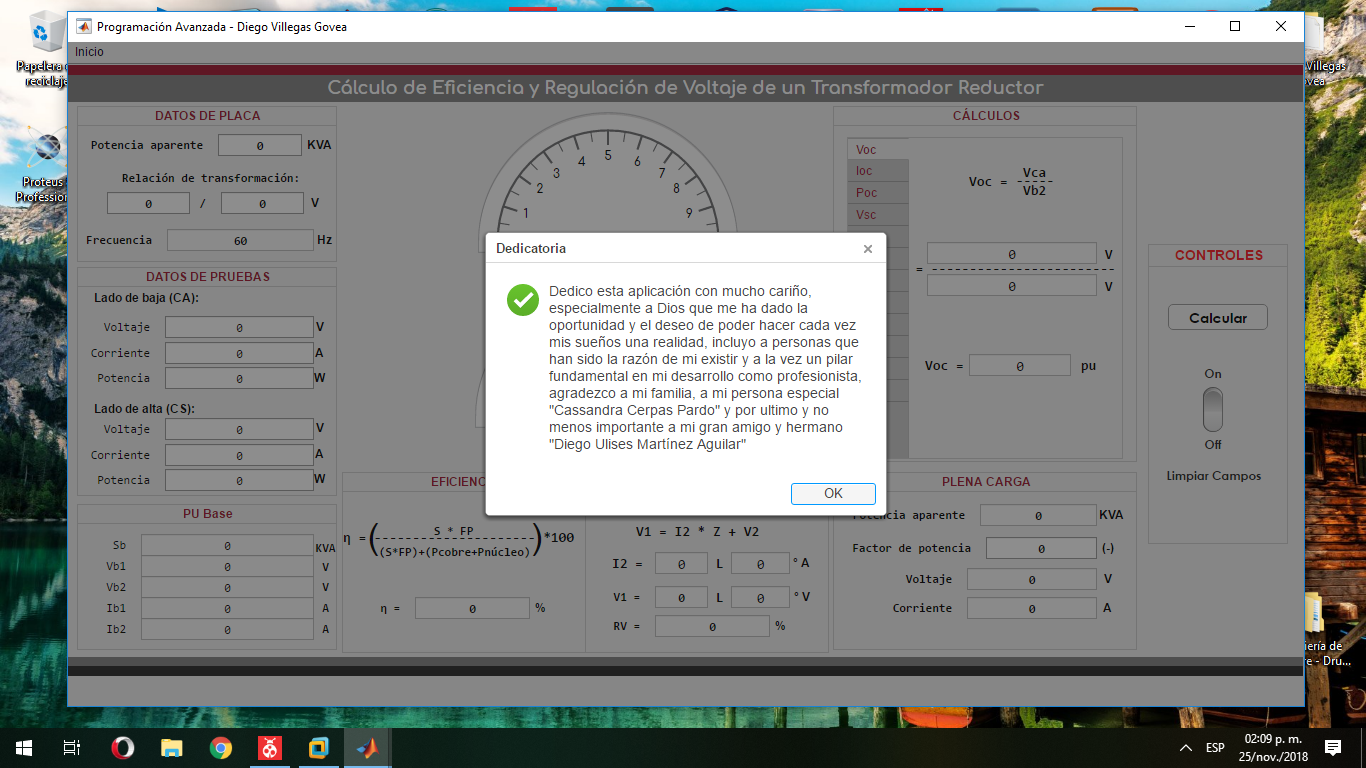 Papelera
reciclaje
Proteus
Profession
Programación Avanzada - Diego Villegas Govea
Inicio
Cálculo de Eficiencia y Regulación de Voltaje de un Transformador Reductor
DATOS DE PLACA
Potencia aparente 0 KVA
Relación de transformación:
0 / 0 V
Frecuencia 60 Hz
DATOS DE PRUEBAS
Lado de baja (CA):
Voltaje 0 V
Corriente 0 A
Potencia 0 W
Lado de alta (CS):
Voltaje 0 V
Corriente 0 A
Potencia 0 W
PU Base
Sb 0 KVA
Vb1 0 V
Vb2 0 V
Ib1 0 A
Ib2 0 A
1 2 3 4 5 6 7 8 9
Dedicatoria
Dedico esta aplicación con mucho cariño,
especialmente a Dios que me ha dado la
oportunidad y el deseo de poder hacer cada vez
mis sueños una realidad, incluyo a personas que
han sido la razón de mi existir y a la vez un pilar
fundamental en mi desarrollo como profesionista,
agradezco a mi familia, a mi persona especial
"Cassandra Cerpas Pardo" y por ultimo y no
menos importante a mi gran amigo y hermano
"Diego Ulises Martínez Aguilar"
OK
EFICIENC
η = ( S * FP
(S*FP)+(Pcobre+Pnúcleo) ) *100
η = 0 %
V1 = I2 * Z + V2
I2 = 0 L 0 ° A
V1 = 0 L 0 ° V
RV = 0 %
CÁLCULOS
Voc
Ioc
Poc
Vsc
Voc = Vca
Vb2
0 V
= ----------------------
0 V
Voc = 0 pu
PLENA CARGA
Potencia aparente 0 KVA
Factor de potencia 0 (-)
Voltaje 0 V
Corriente 0 A
CONTROLES
Calcular
On
Off
Limpiar Campos
Villegas
ovea
iería de
re - Dru...
ESP
02:09 p. m.
25/nov./2018